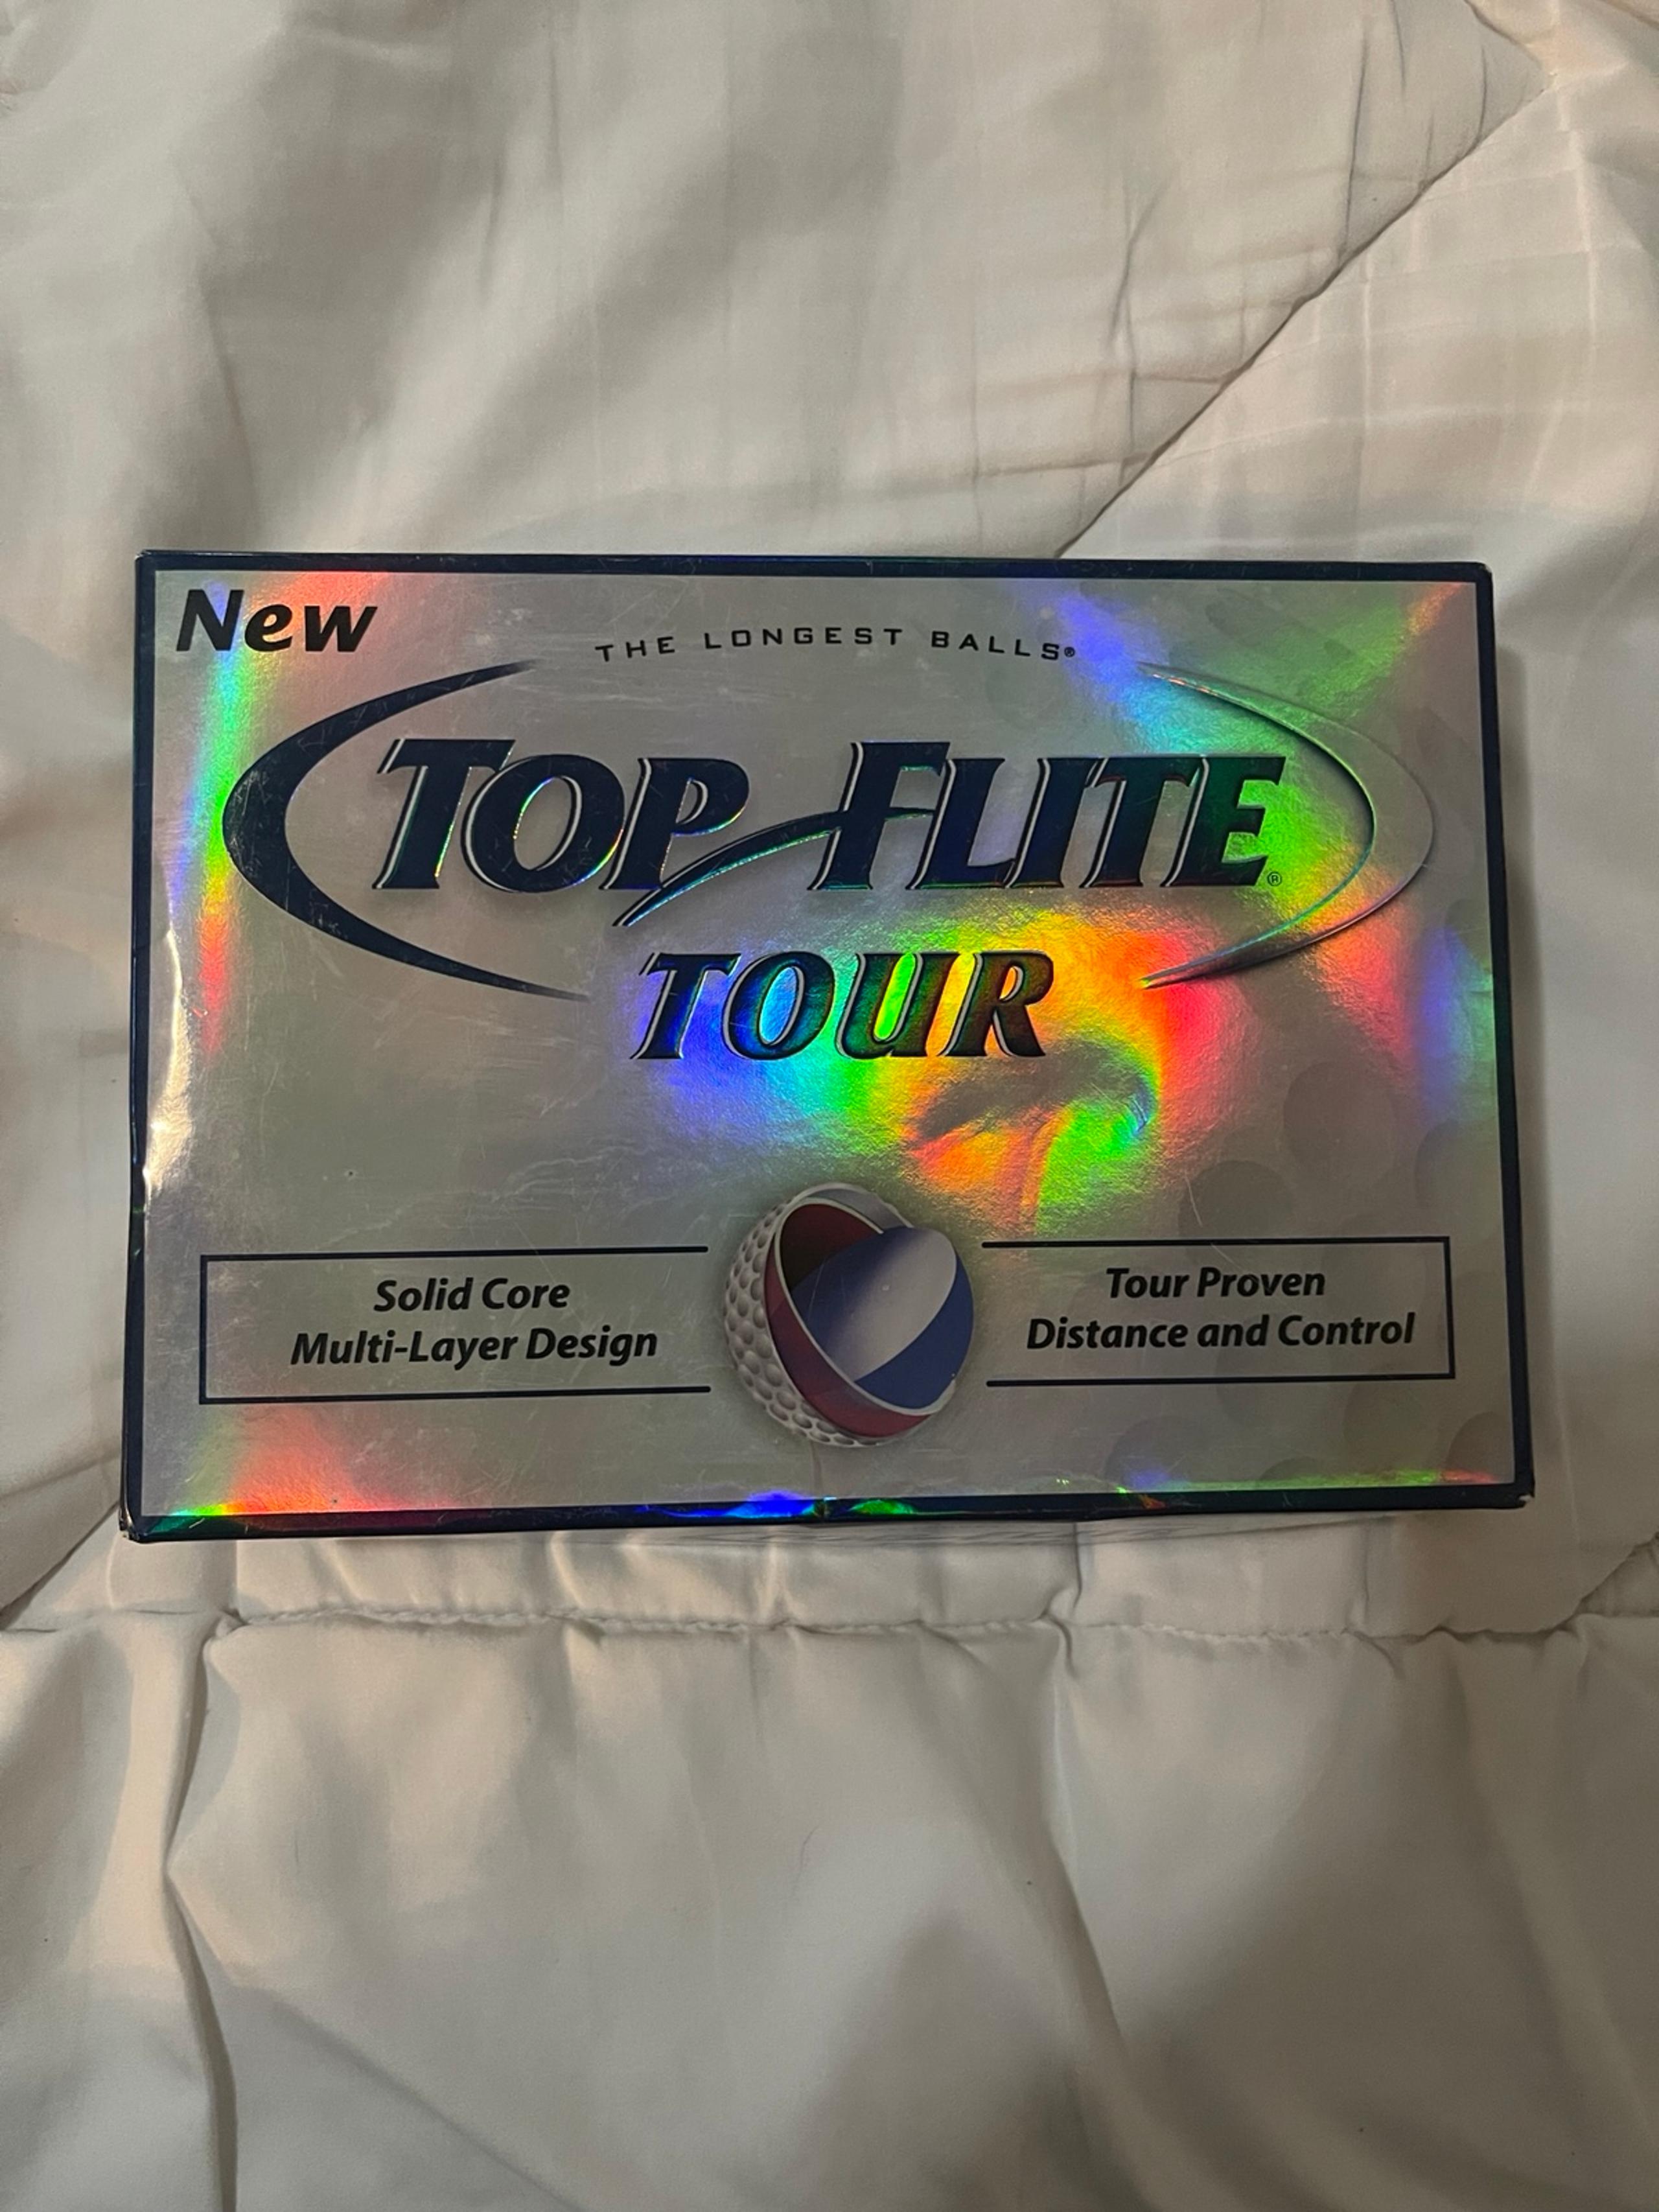 New
THE LONGEST BALLS®
TOP FLITE®
TOUR
Solid Core
Multi-Layer Design
Tour Proven
Distance and Control